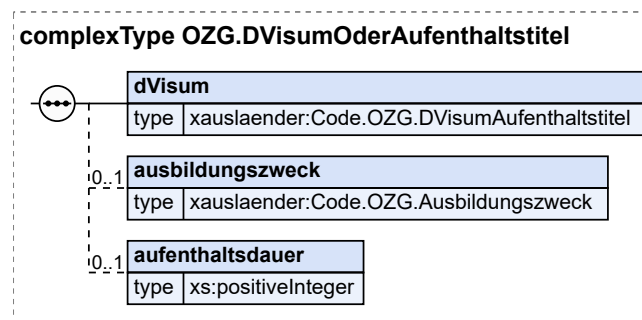 complexType OZG.DVisumOderAufenthaltstitel
dVisum
type xauslaender:Code.OZG.DVisumAufenthaltstitel
0..1
ausbildungszweck
type xauslaender:Code.OZG.Ausbildungszweck
0..1
aufenthaltsdauer
type xs:positiveInteger